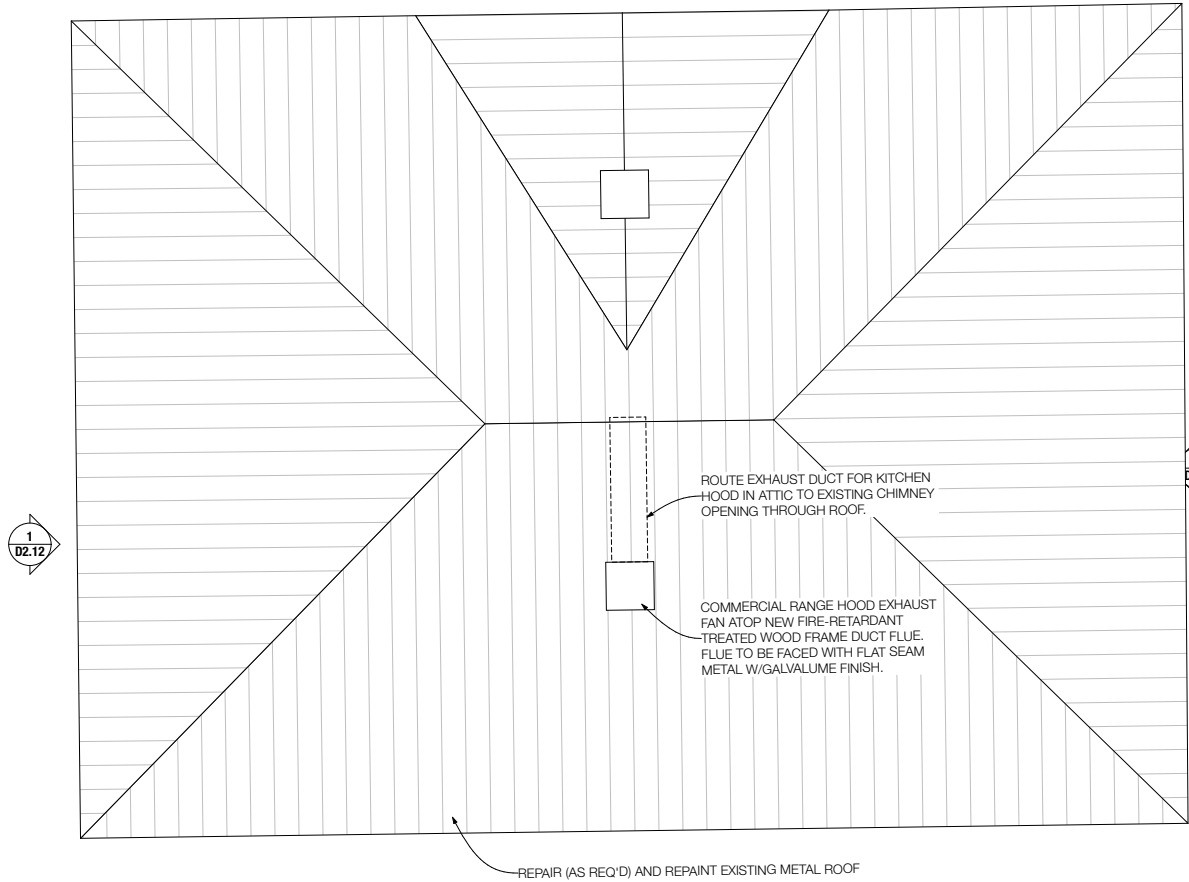 ROUTE EXHAUST DUCT FOR KITCHEN
HOOD IN ATTIC TO EXISTING CHIMNEY
OPENING THROUGH ROOF.
1
D2.12
COMMERCIAL RANGE HOOD EXHAUST
FAN ATOP NEW FIRE-RETARDANT
TREATED WOOD FRAME DUCT FLUE.
FLUE TO BE FACED WITH FLAT SEAM
METAL W/GALVALUME FINISH.
REPAIR (AS REQ'D) AND REPAINT EXISTING METAL ROOF